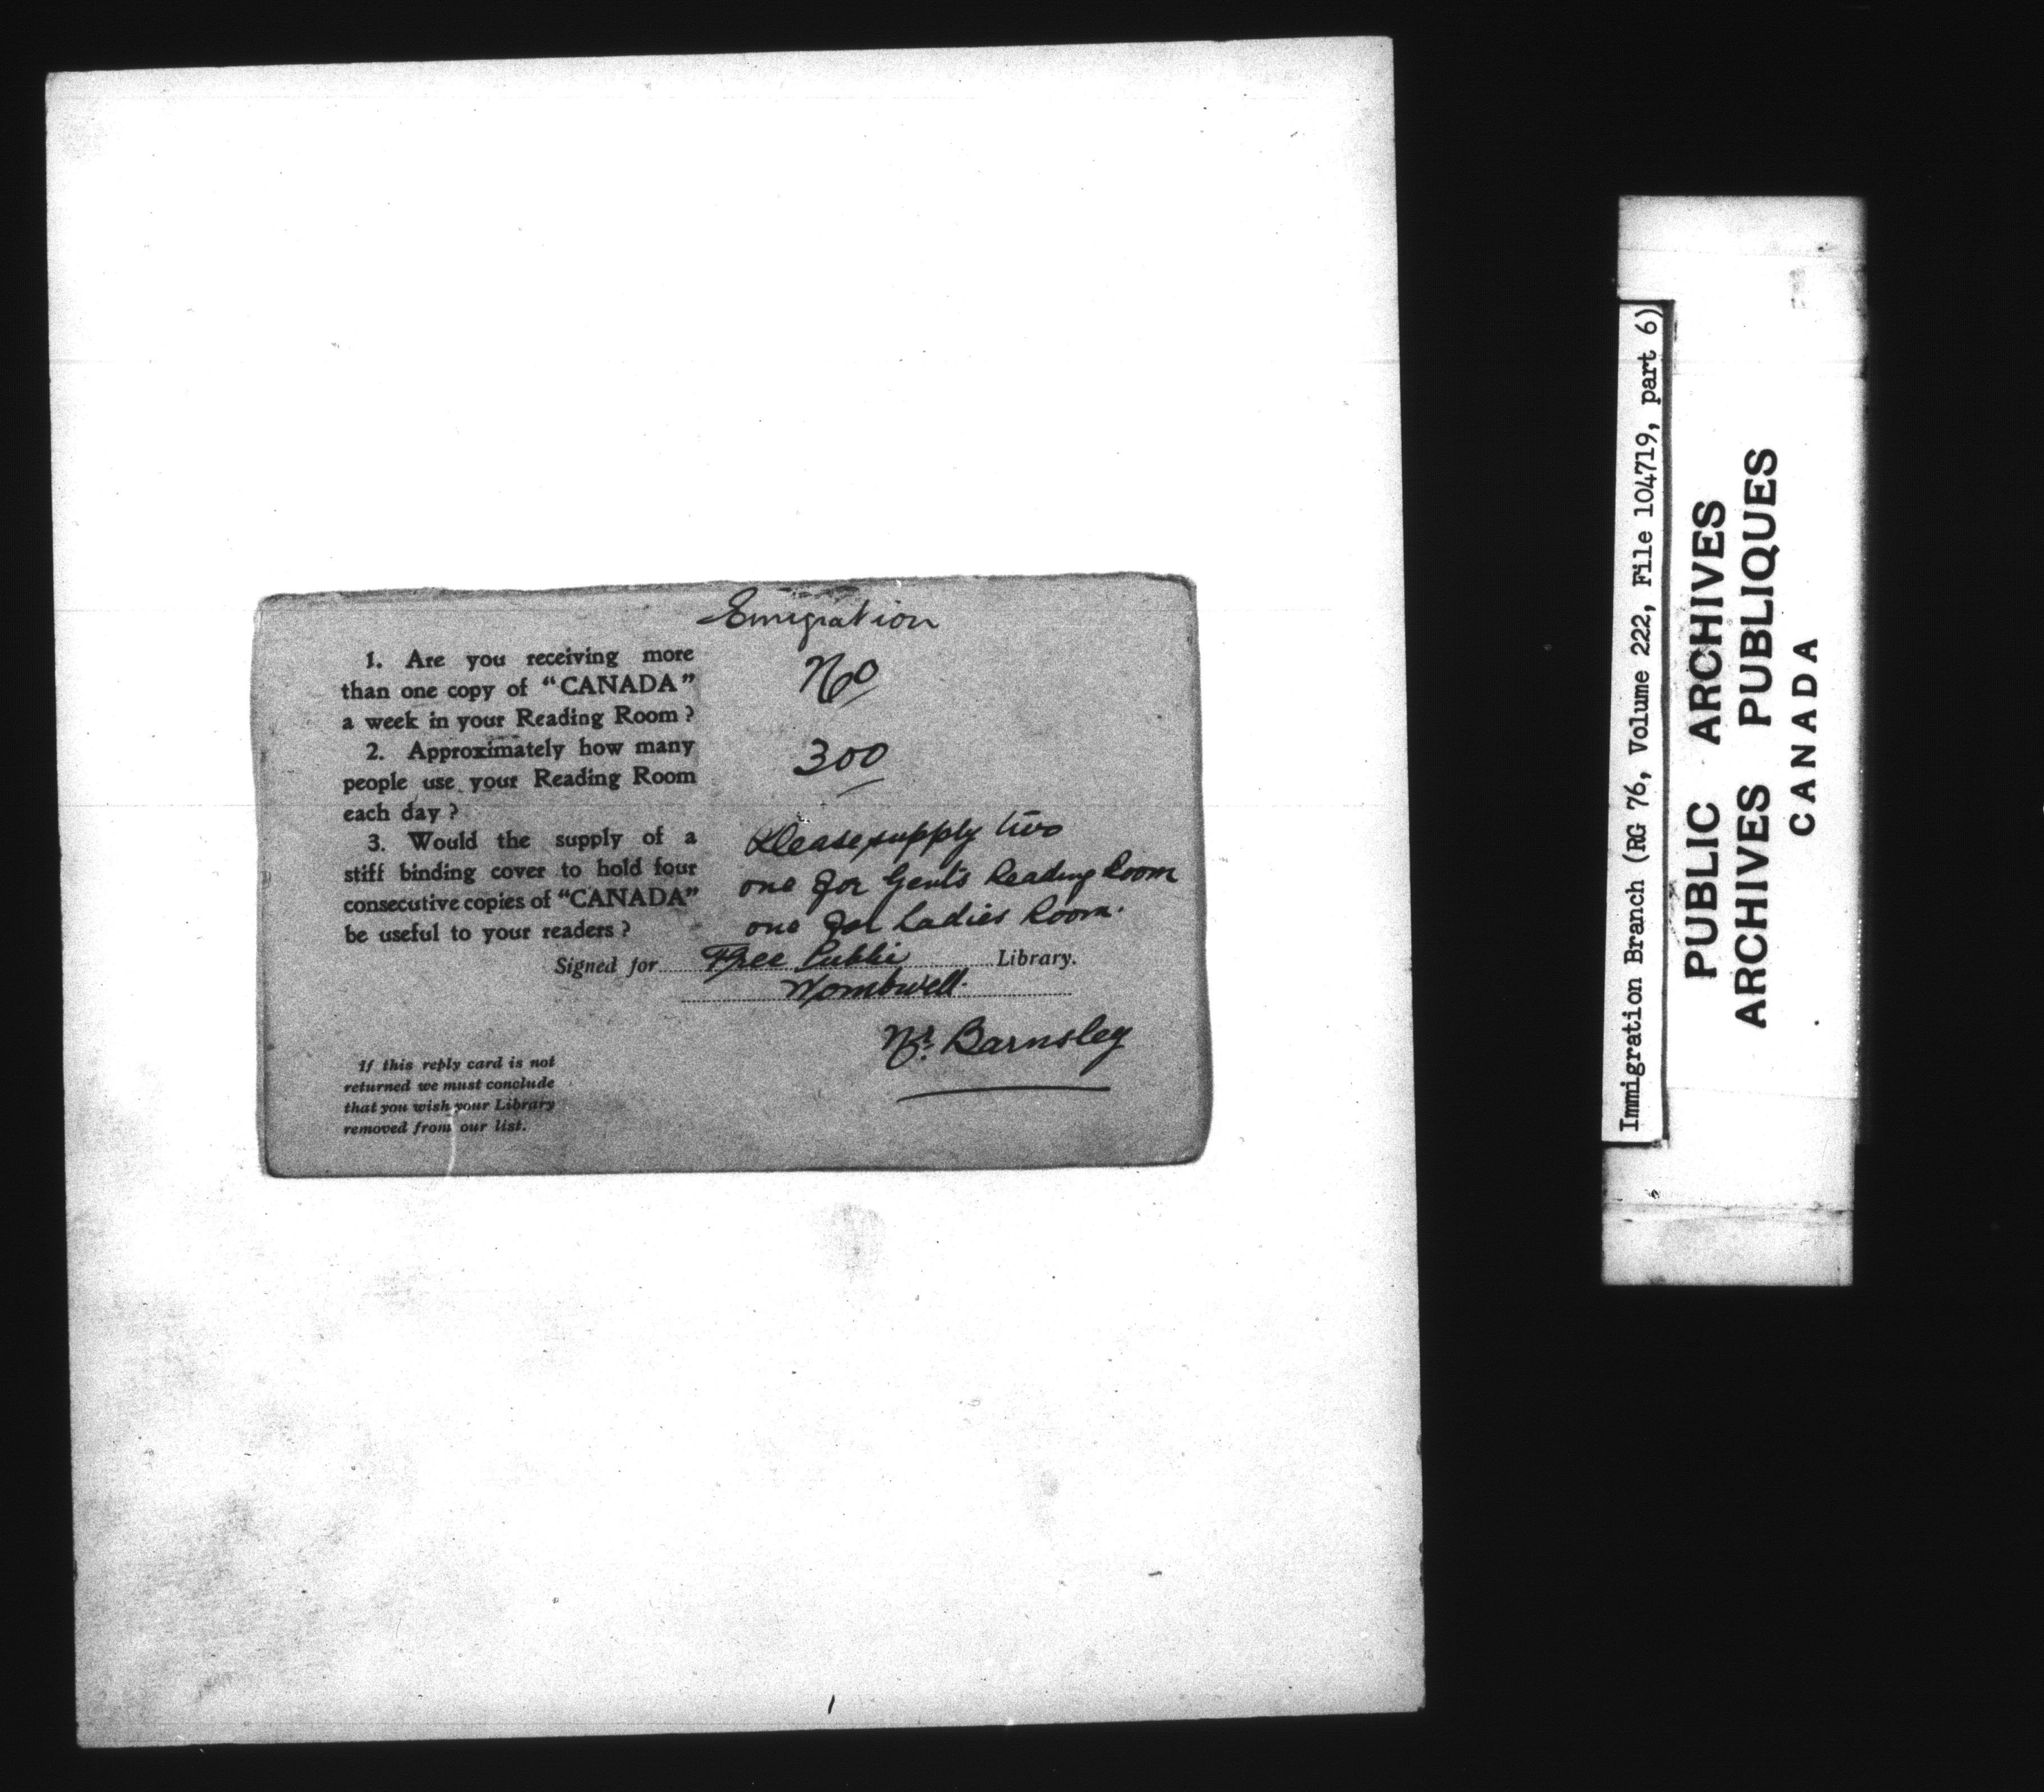 Emigration
1. Are you receiving more
than one copy of "CANADA"
a week in your Reading Room?
No
2. Approximately how many
people use your Reading Room
each day?
300
3. Would the supply of a
stiff binding cover to hold four
consecutive copies of "CANADA"
be useful to your readers?
Please supply two
one for Gent's Reading Room
one for Ladies Room.
Signed for Free Public Library.
Wombwell.
Nr. Barnsley
If this reply card is not
returned we must conclude
that you wish your Library
removed from our list.
Immigration Branch (RG 76, Volume 222, File 104719, part 6)
PUBLIC ARCHIVES
ARCHIVES PUBLIQUES
CANADA